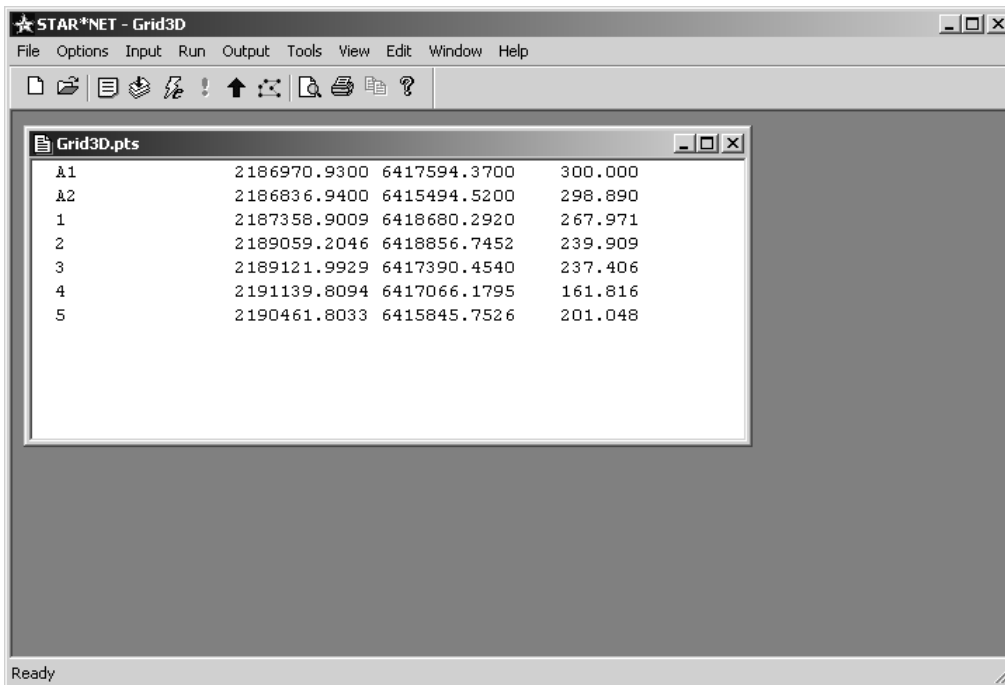 STAR*NET - Grid3D
File Options Input Run Output Tools View Edit Window Help
Grid3D.pts
A1 2186970.9300 6417594.3700 300.000
A2 2186836.9400 6415494.5200 298.890
1 2187358.9009 6418680.2920 267.971
2 2189059.2046 6418856.7452 239.909
3 2189121.9929 6417390.4540 237.406
4 2191139.8094 6417066.1795 161.816
5 2190461.8033 6415845.7526 201.048
Ready